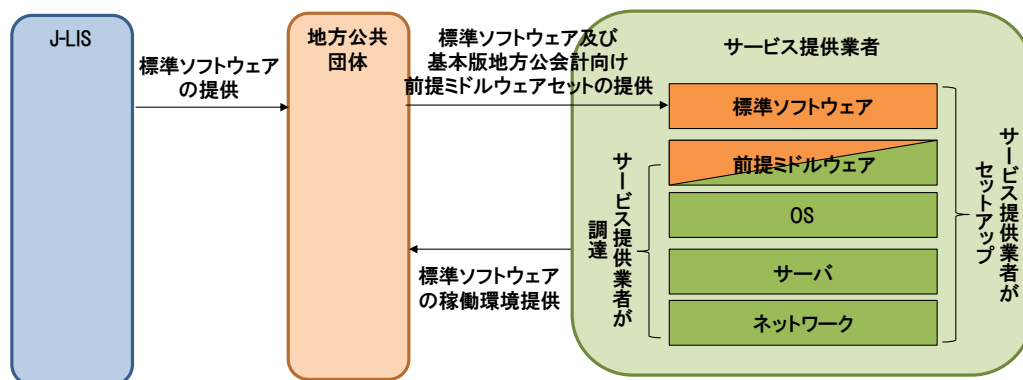 J-LIS
標準ソフトウェア
の提供
地方公共
団体
標準ソフトウェア及び
基本版地方公会計向け
前提ミドルウェアセットの提供
標準ソフトウェア
の稼働環境提供
サービス提供業者
標準ソフトウェア
前提ミドルウェア
OS
サーバ
ネットワーク
サービス提供業者が
調達
サービス提供業者が
セットアップ